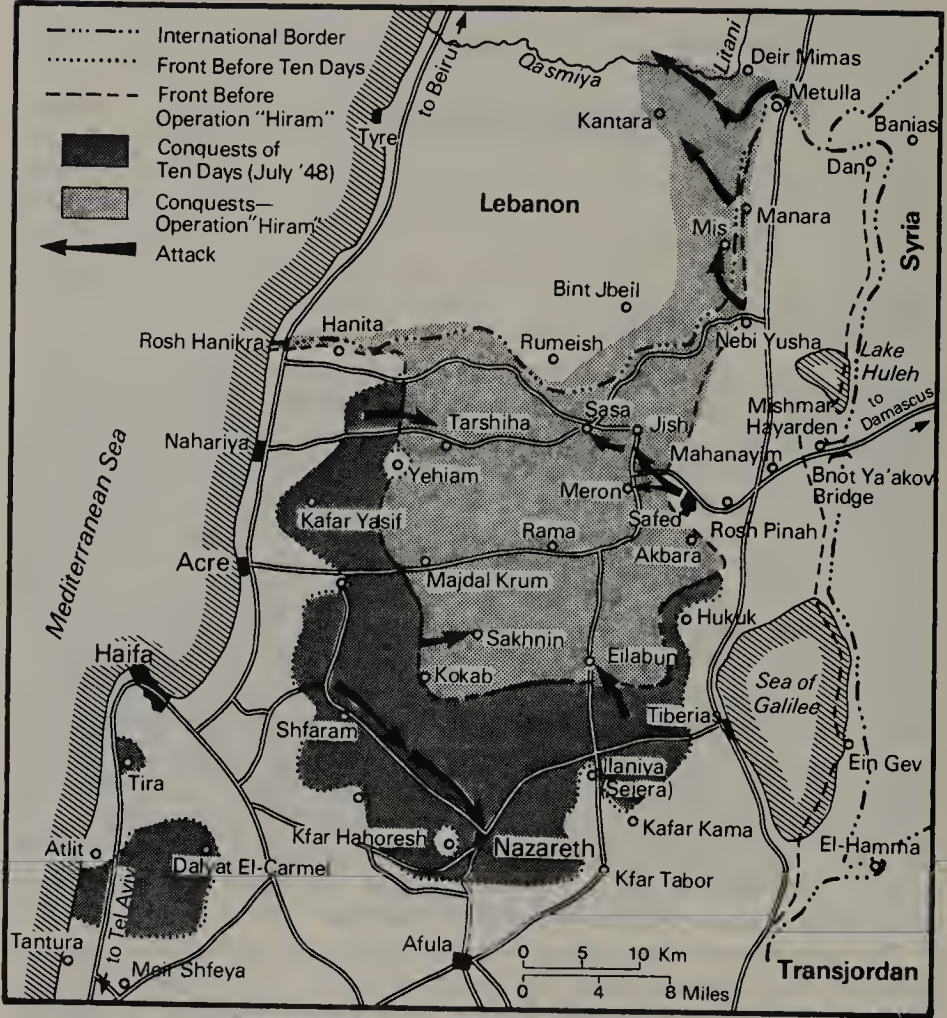 International Border
Front Before Ten Days
Front Before
Operation "Hiram"
Conquests of
Ten Days (July '48)
Conquests—
Operation "Hiram"
Attack
to Beirut
Tyre
Qasmiya
Litani
Deir Mimas
Metulla
Kantara
Banias
Dan
Lebanon
Syria
Manara
Mis
Bint Jbeil
Rosh Hanikra
Hanita
Rumeish
Nebi Yusha
Lake
Huleh
to
Damascus
Mishmar
Hayarden
Sasa
Jish
Tarshiha
Nahariya
Mahanayim
Bnot Ya'akov
Bridge
Yehiam
Meron
Kafar Yasif
Safed
Rosh Pinah
Rama
Akbara
Acre
Majdal Krum
Mediterranean Sea
Hukuk
Sakhnin
Haifa
Eilabun
Kokab
Sea of
Galilee
Shfaram
Tiberias
Ilaniya
(Sejera)
Ein Gev
Tira
Kafar Kama
Kfar Hahoresh
Nazareth
El-Hamma
Atlit
Dalyat El-Carmel
Kfar Tabor
to Tel Aviv
Tantura
Afula
Meir Shfeya
0 5 10 Km
0 4 8 Miles
Transjordan